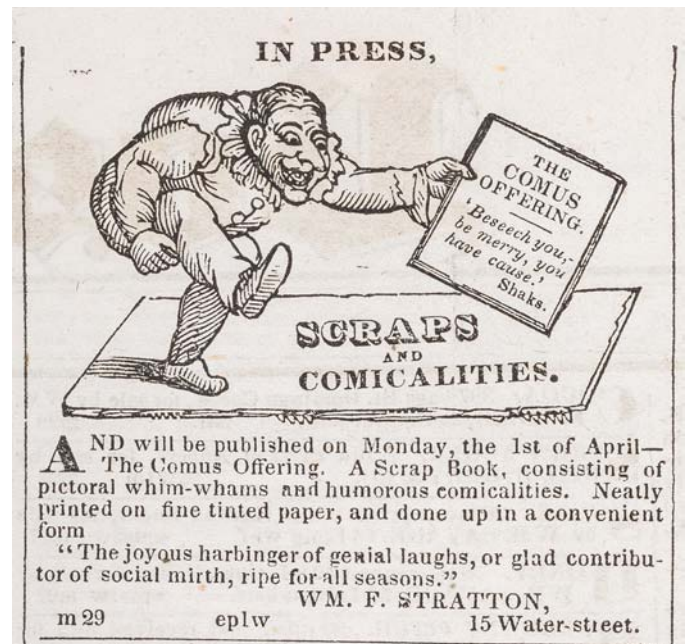 IN PRESS,
THE
COMUS
OFFERING.
'Beseech you,-
be merry, you
have cause.'
Shaks.
SCRAPS
AND
COMICALITIES.
AND will be published on Monday, the 1st of April—
The Comus Offering. A Scrap Book, consisting of
pictoral whim-whams and humorous comicalities. Neatly
printed on fine tinted paper, and done up in a convenient
form
"The joyous harbinger of genial laughs, or glad contribu-
tor of social mirth, ripe for all seasons."
WM. F. STRATTON,
m 29 eplw 15 Water-street.